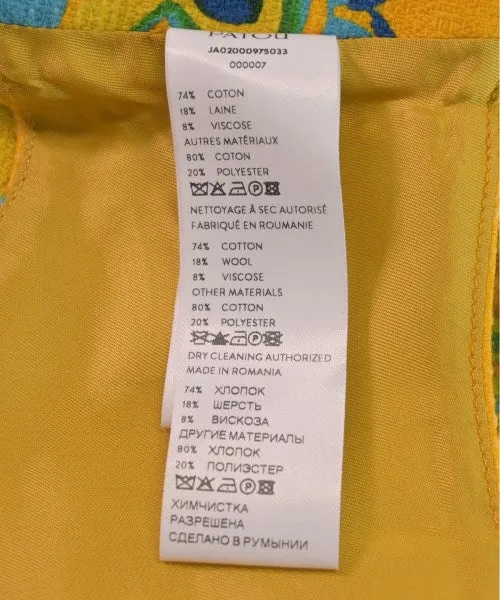 PATOU
JA02000975033
000007
74% COTON
18% LAINE
8% VISCOSE
AUTRES MATÉRIAUX
80% COTON
20% POLYESTER
NETTOYAGE À SEC AUTORISÉ
FABRIQUÉ EN ROUMANIE
74% COTTON
18% WOOL
8% VISCOSE
OTHER MATERIALS
80% COTTON
20% POLYESTER
DRY CLEANING AUTHORIZED
MADE IN ROMANIA
74% ХЛОПОК
18% ШЕРСТЬ
8% ВИСКОЗА
ДРУГИЕ МАТЕРИАЛЫ
80% ХЛОПОК
20% ПОЛИЭСТЕР
ХИМЧИСТКА
РАЗРЕШЕНА
СДЕЛАНО В РУМЫНИИ